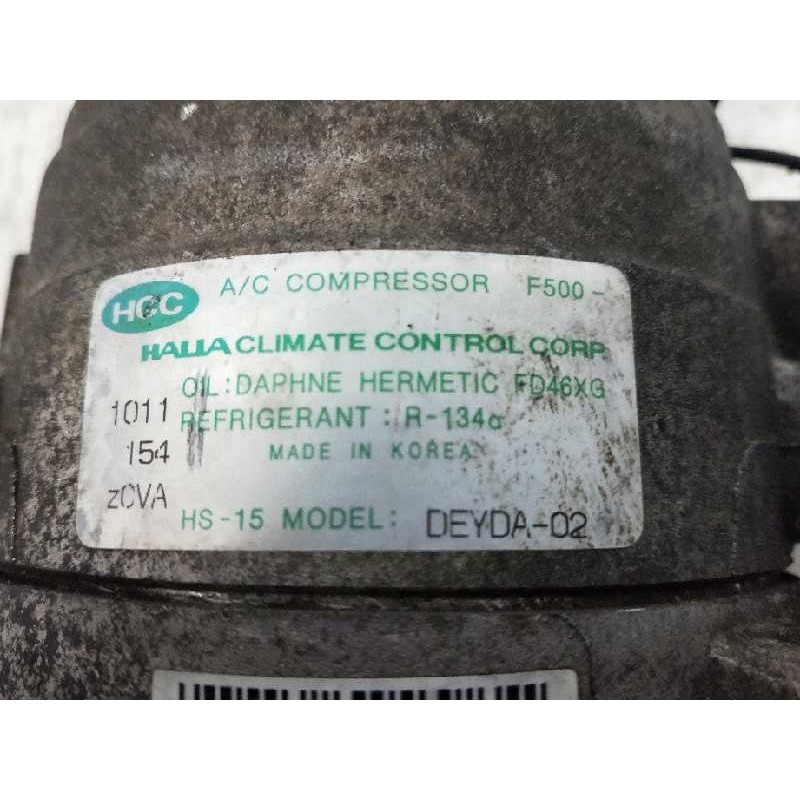 HCC A/C COMPRESSOR F500-
HALLA CLIMATE CONTROL CORP.
OIL: DAPHNE HERMETIC FD46XG
1011 REFRIGERANT: R-134a
154 MADE IN KOREA
zCVA
HS-15 MODEL: DEYDA-02